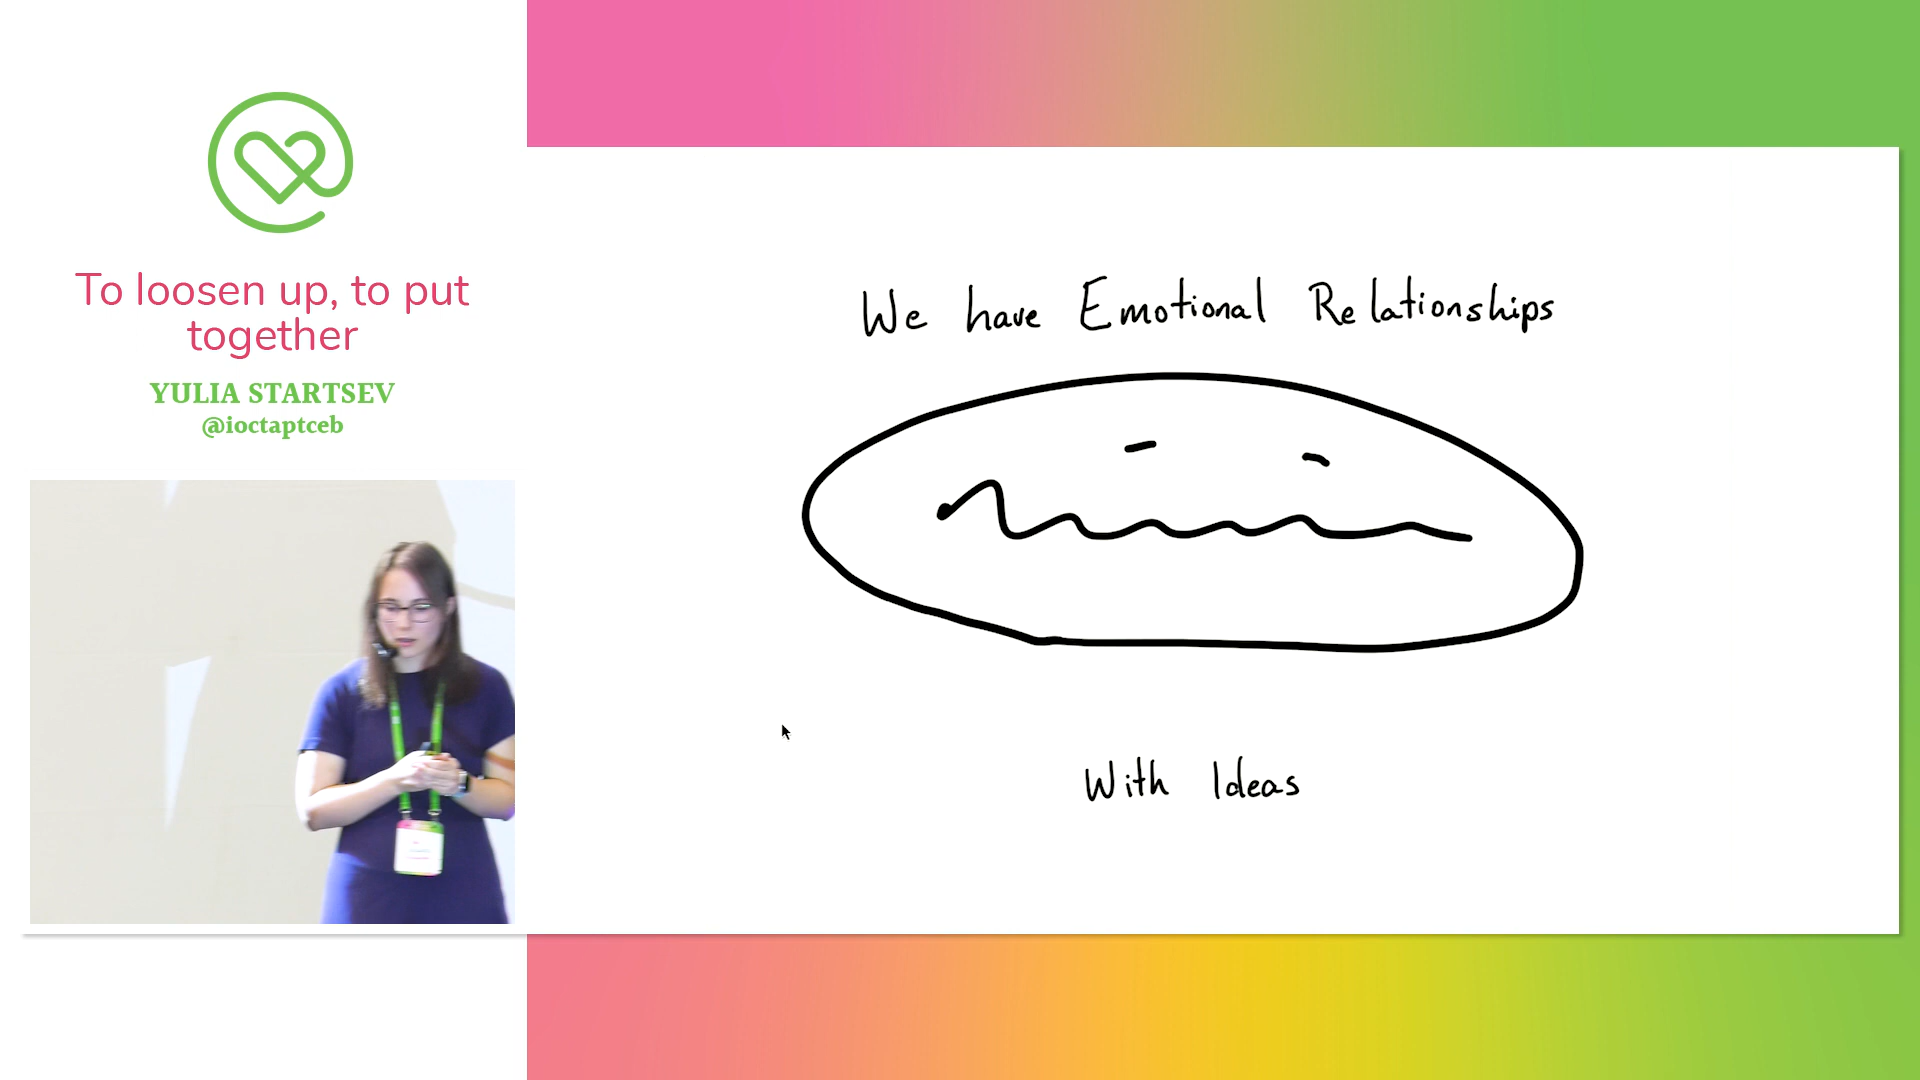 To loosen up, to put
together
YULIA STARTSEV
@ioctaptceb
We have Emotional Relationships
With Ideas